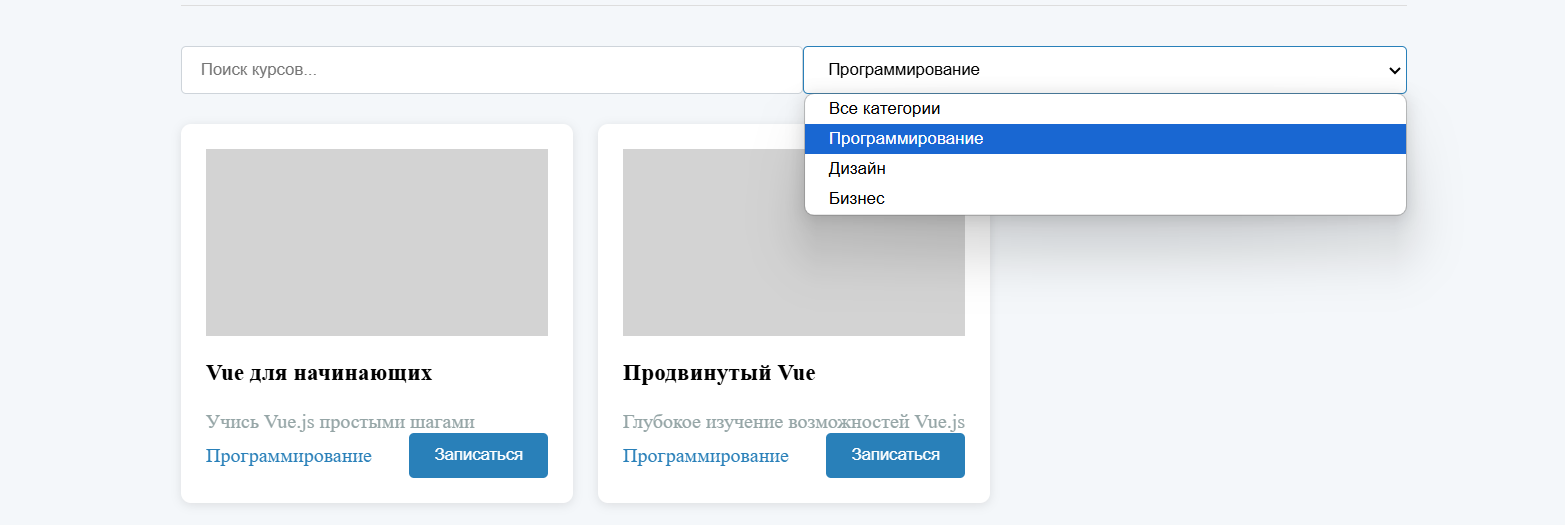 Поиск курсов...
Программирование
Все категории
Программирование
Дизайн
Бизнес
Vue для начинающих
Учись Vue.js простыми шагами
Программирование
Записаться
Продвинутый Vue
Глубокое изучение возможностей Vue.js
Программирование
Записаться